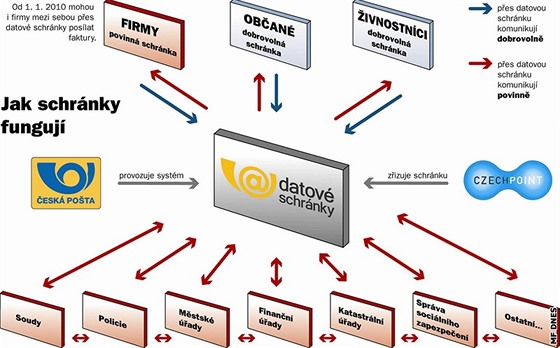 Od 1. 1. 2010 mohou
i firmy mezi sebou přes
datové schránky posílat
faktury.
FIRMY
povinná schránka
OBČANÉ
dobrovolná
schránka
ŽIVNOSTNÍCI
dobrovolná
schránka
přes datovou
schránku
komunikují
dobrovolně
přes datovou
schránku
komunikují
povinně
Jak schránky
fungují
ČESKÁ POŠTA
provozuje systém
@ datové
schránky
zřizuje schránku
CZECHPOINT
Soudy
Policie
Městské
úřady
Finanční
úřady
Katastrální
úřady
Správa
sociálního
zapezpečení
Ostatní...
MF DNES